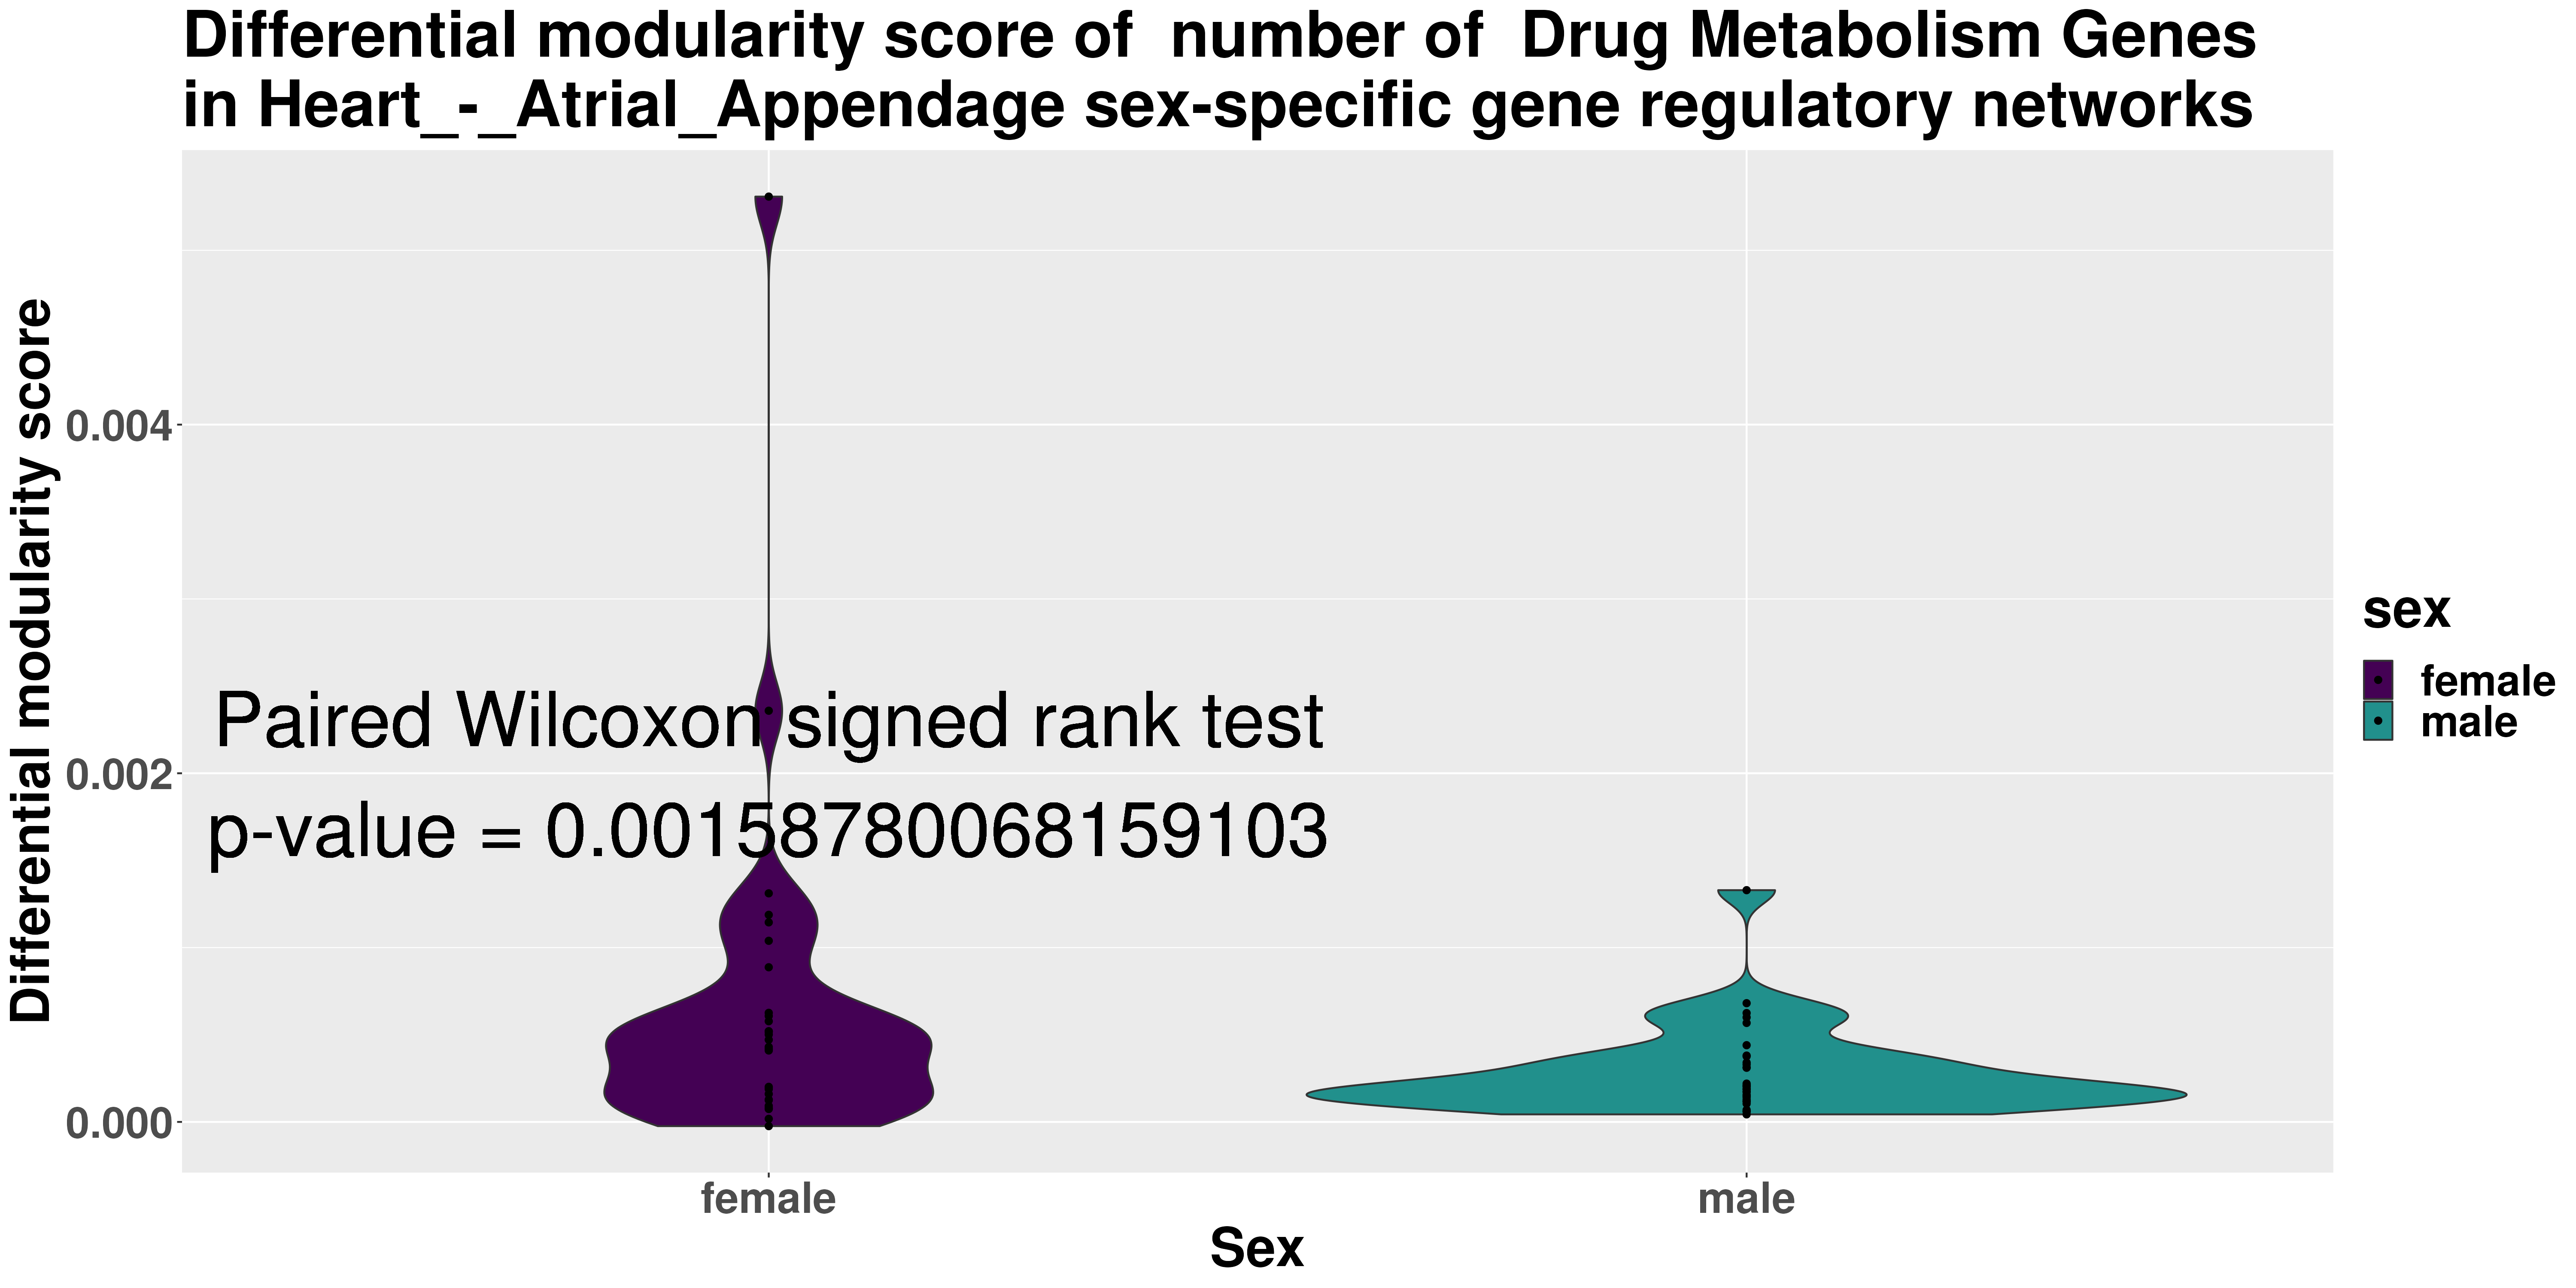 Differential modularity score of  number of  Drug Metabolism Genes
in Heart_-_Atrial_Appendage sex-specific gene regulatory networks
Differential modularity score
0.004
0.002
0.000
Paired Wilcoxon signed rank test
p-value = 0.00158780068159103
female
male
Sex
sex
female
male